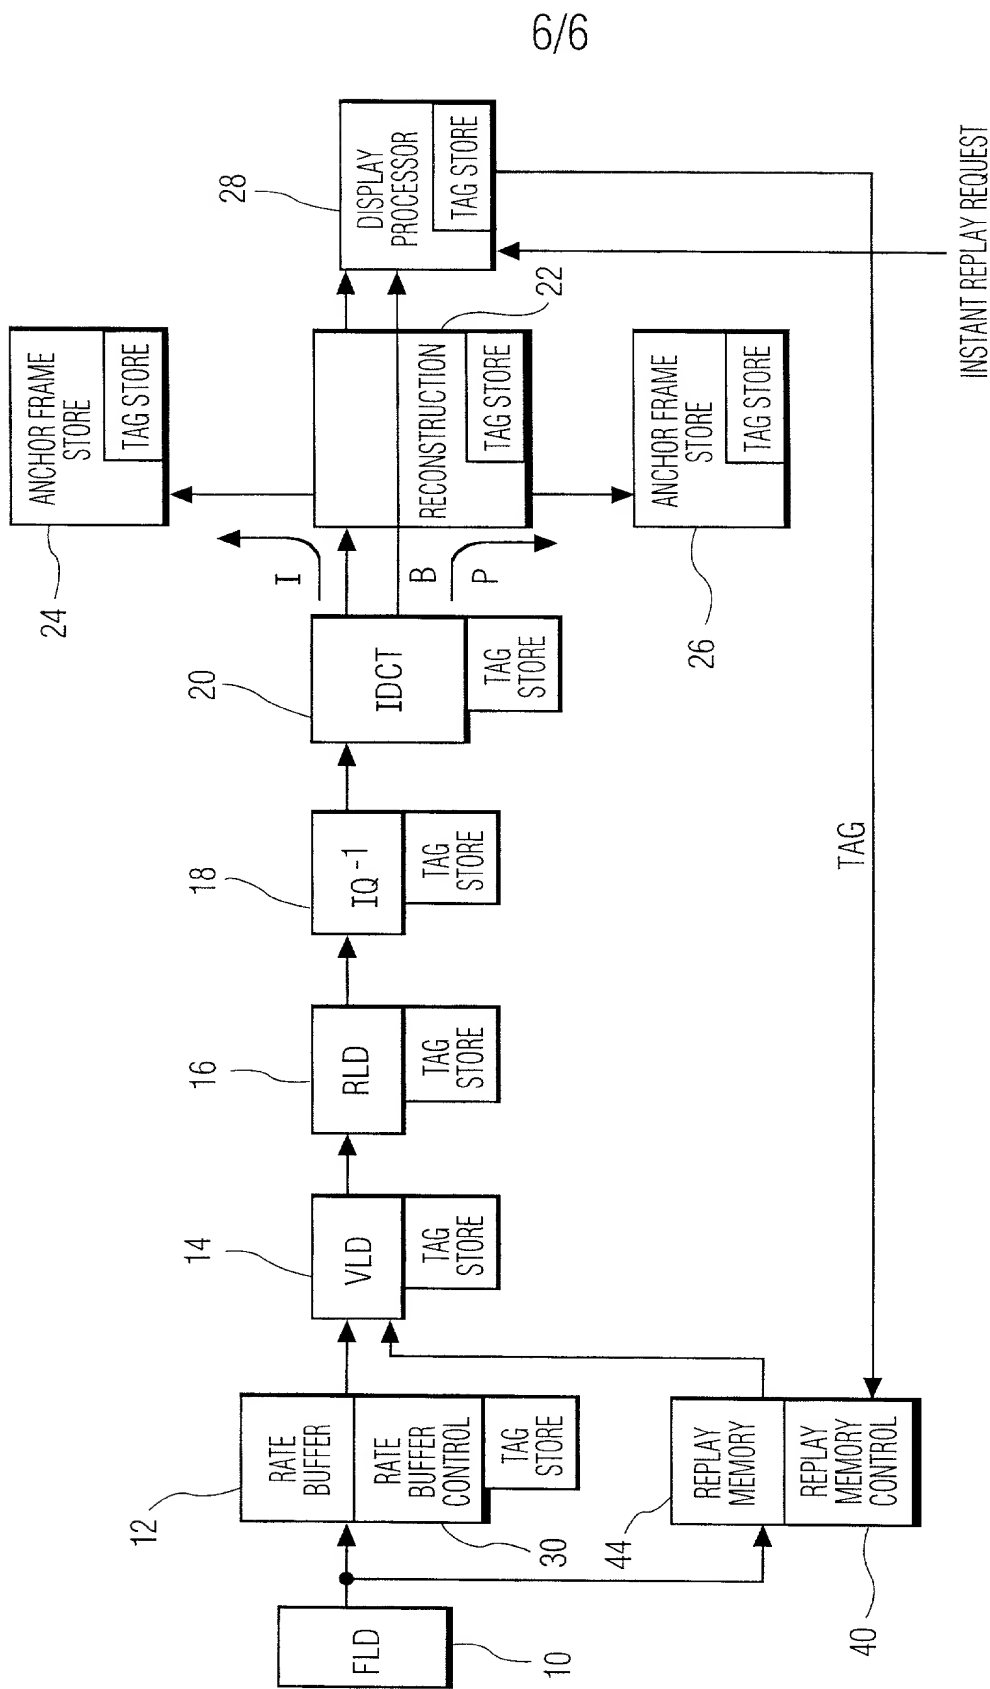 6/6
FLD
10
12
RATE
BUFFER
RATE
BUFFER
CONTROL
TAG
STORE
30
44
REPLAY
MEMORY
REPLAY
MEMORY
CONTROL
40
14
VLD
TAG
STORE
16
RLD
TAG
STORE
18
IQ-1
TAG
STORE
20
IDCT
TAG
STORE
I
B
P
24
ANCHOR FRAME
STORE
TAG STORE
RECONSTRUCTION
TAG STORE
22
26
ANCHOR FRAME
STORE
TAG STORE
28
DISPLAY
PROCESSOR
TAG STORE
TAG
INSTANT REPLAY REQUEST